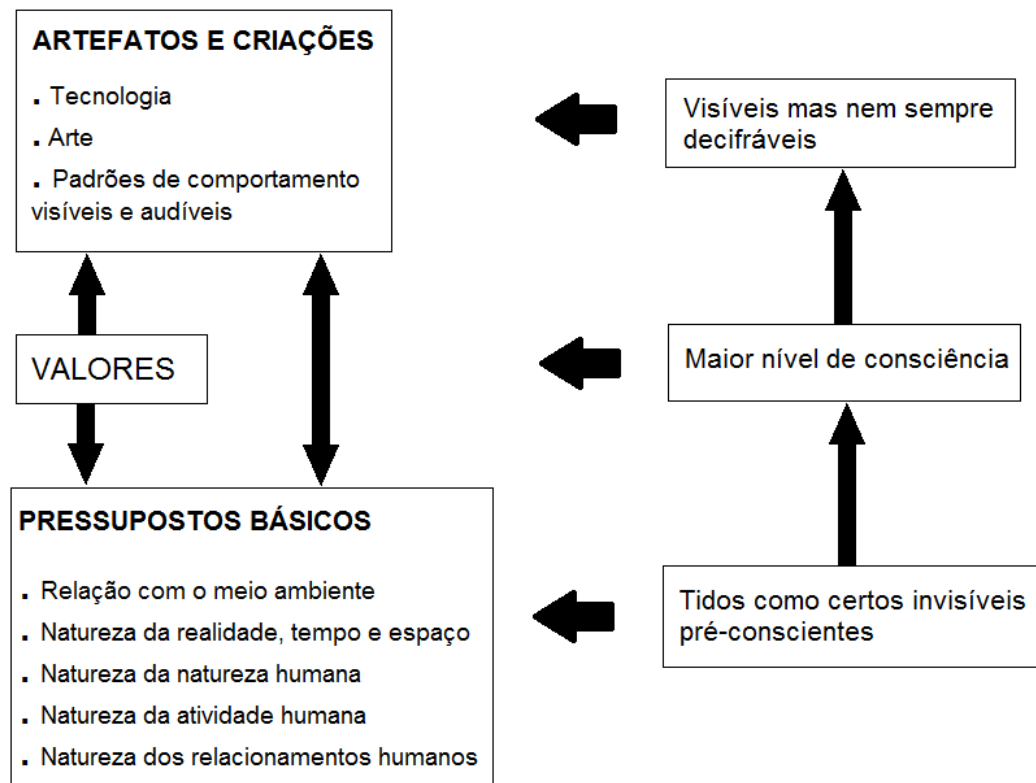 ARTEFATOS E CRIAÇÕES
. Tecnologia
. Arte
. Padrões de comportamento
visíveis e audíveis
Visíveis mas nem sempre
decifráveis
VALORES
Maior nível de consciência
PRESSUPOSTOS BÁSICOS
. Relação com o meio ambiente
. Natureza da realidade, tempo e espaço
. Natureza da natureza humana
. Natureza da atividade humana
. Natureza dos relacionamentos humanos
Tidos como certos invisíveis
pré-conscientes